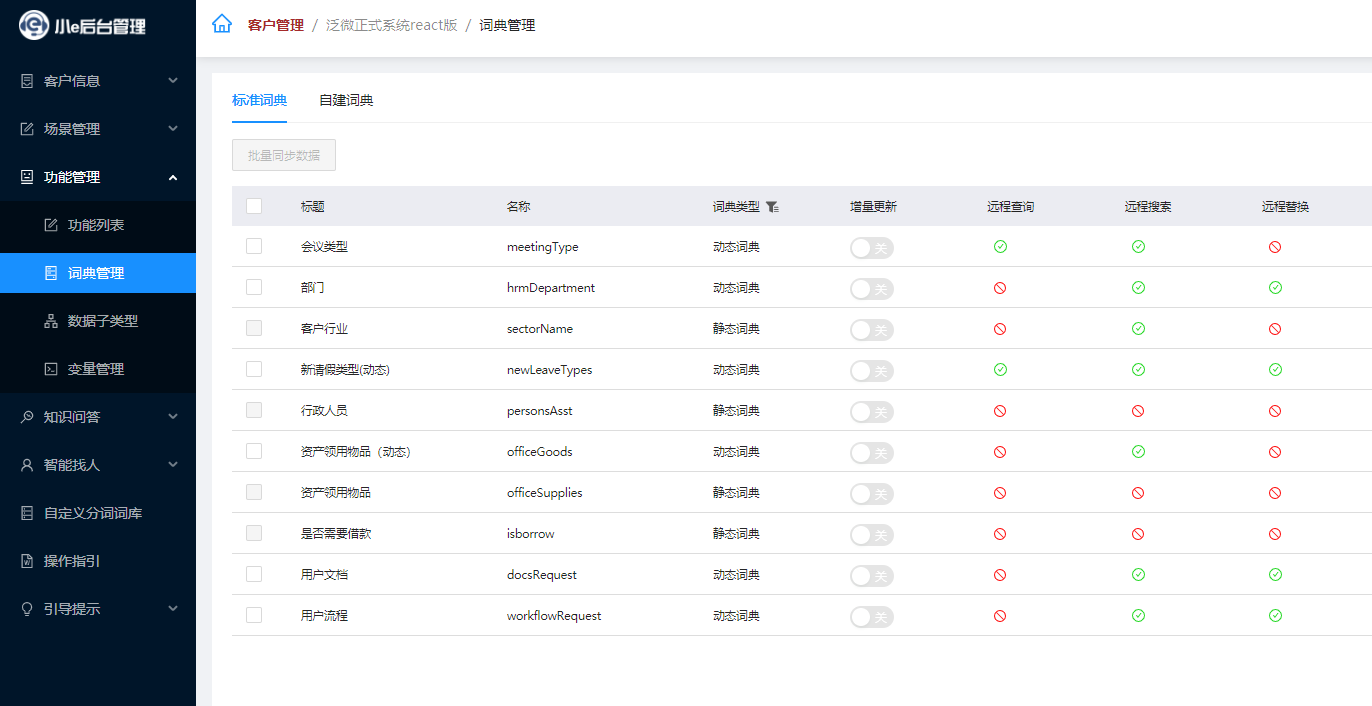 小e后台管理
客户信息
场景管理
功能管理
功能列表
词典管理
数据子类型
变量管理
知识问答
智能找人
自定义分词词库
操作指引
引导提示
客户管理 / 泛微正式系统react版 / 词典管理
标准词典 自建词典
批量同步数据
标题 名称 词典类型 增量更新 远程查询 远程搜索 远程替换
会议类型 meetingType 动态词典 关
部门 hrmDepartment 动态词典 关
客户行业 sectorName 静态词典 关
新请假类型(动态) newLeaveTypes 动态词典 关
行政人员 personsAsst 静态词典 关
资产领用物品（动态） officeGoods 动态词典 关
资产领用物品 officeSupplies 静态词典 关
是否需要借款 isborrow 静态词典 关
用户文档 docsRequest 动态词典 关
用户流程 workflowRequest 动态词典 关